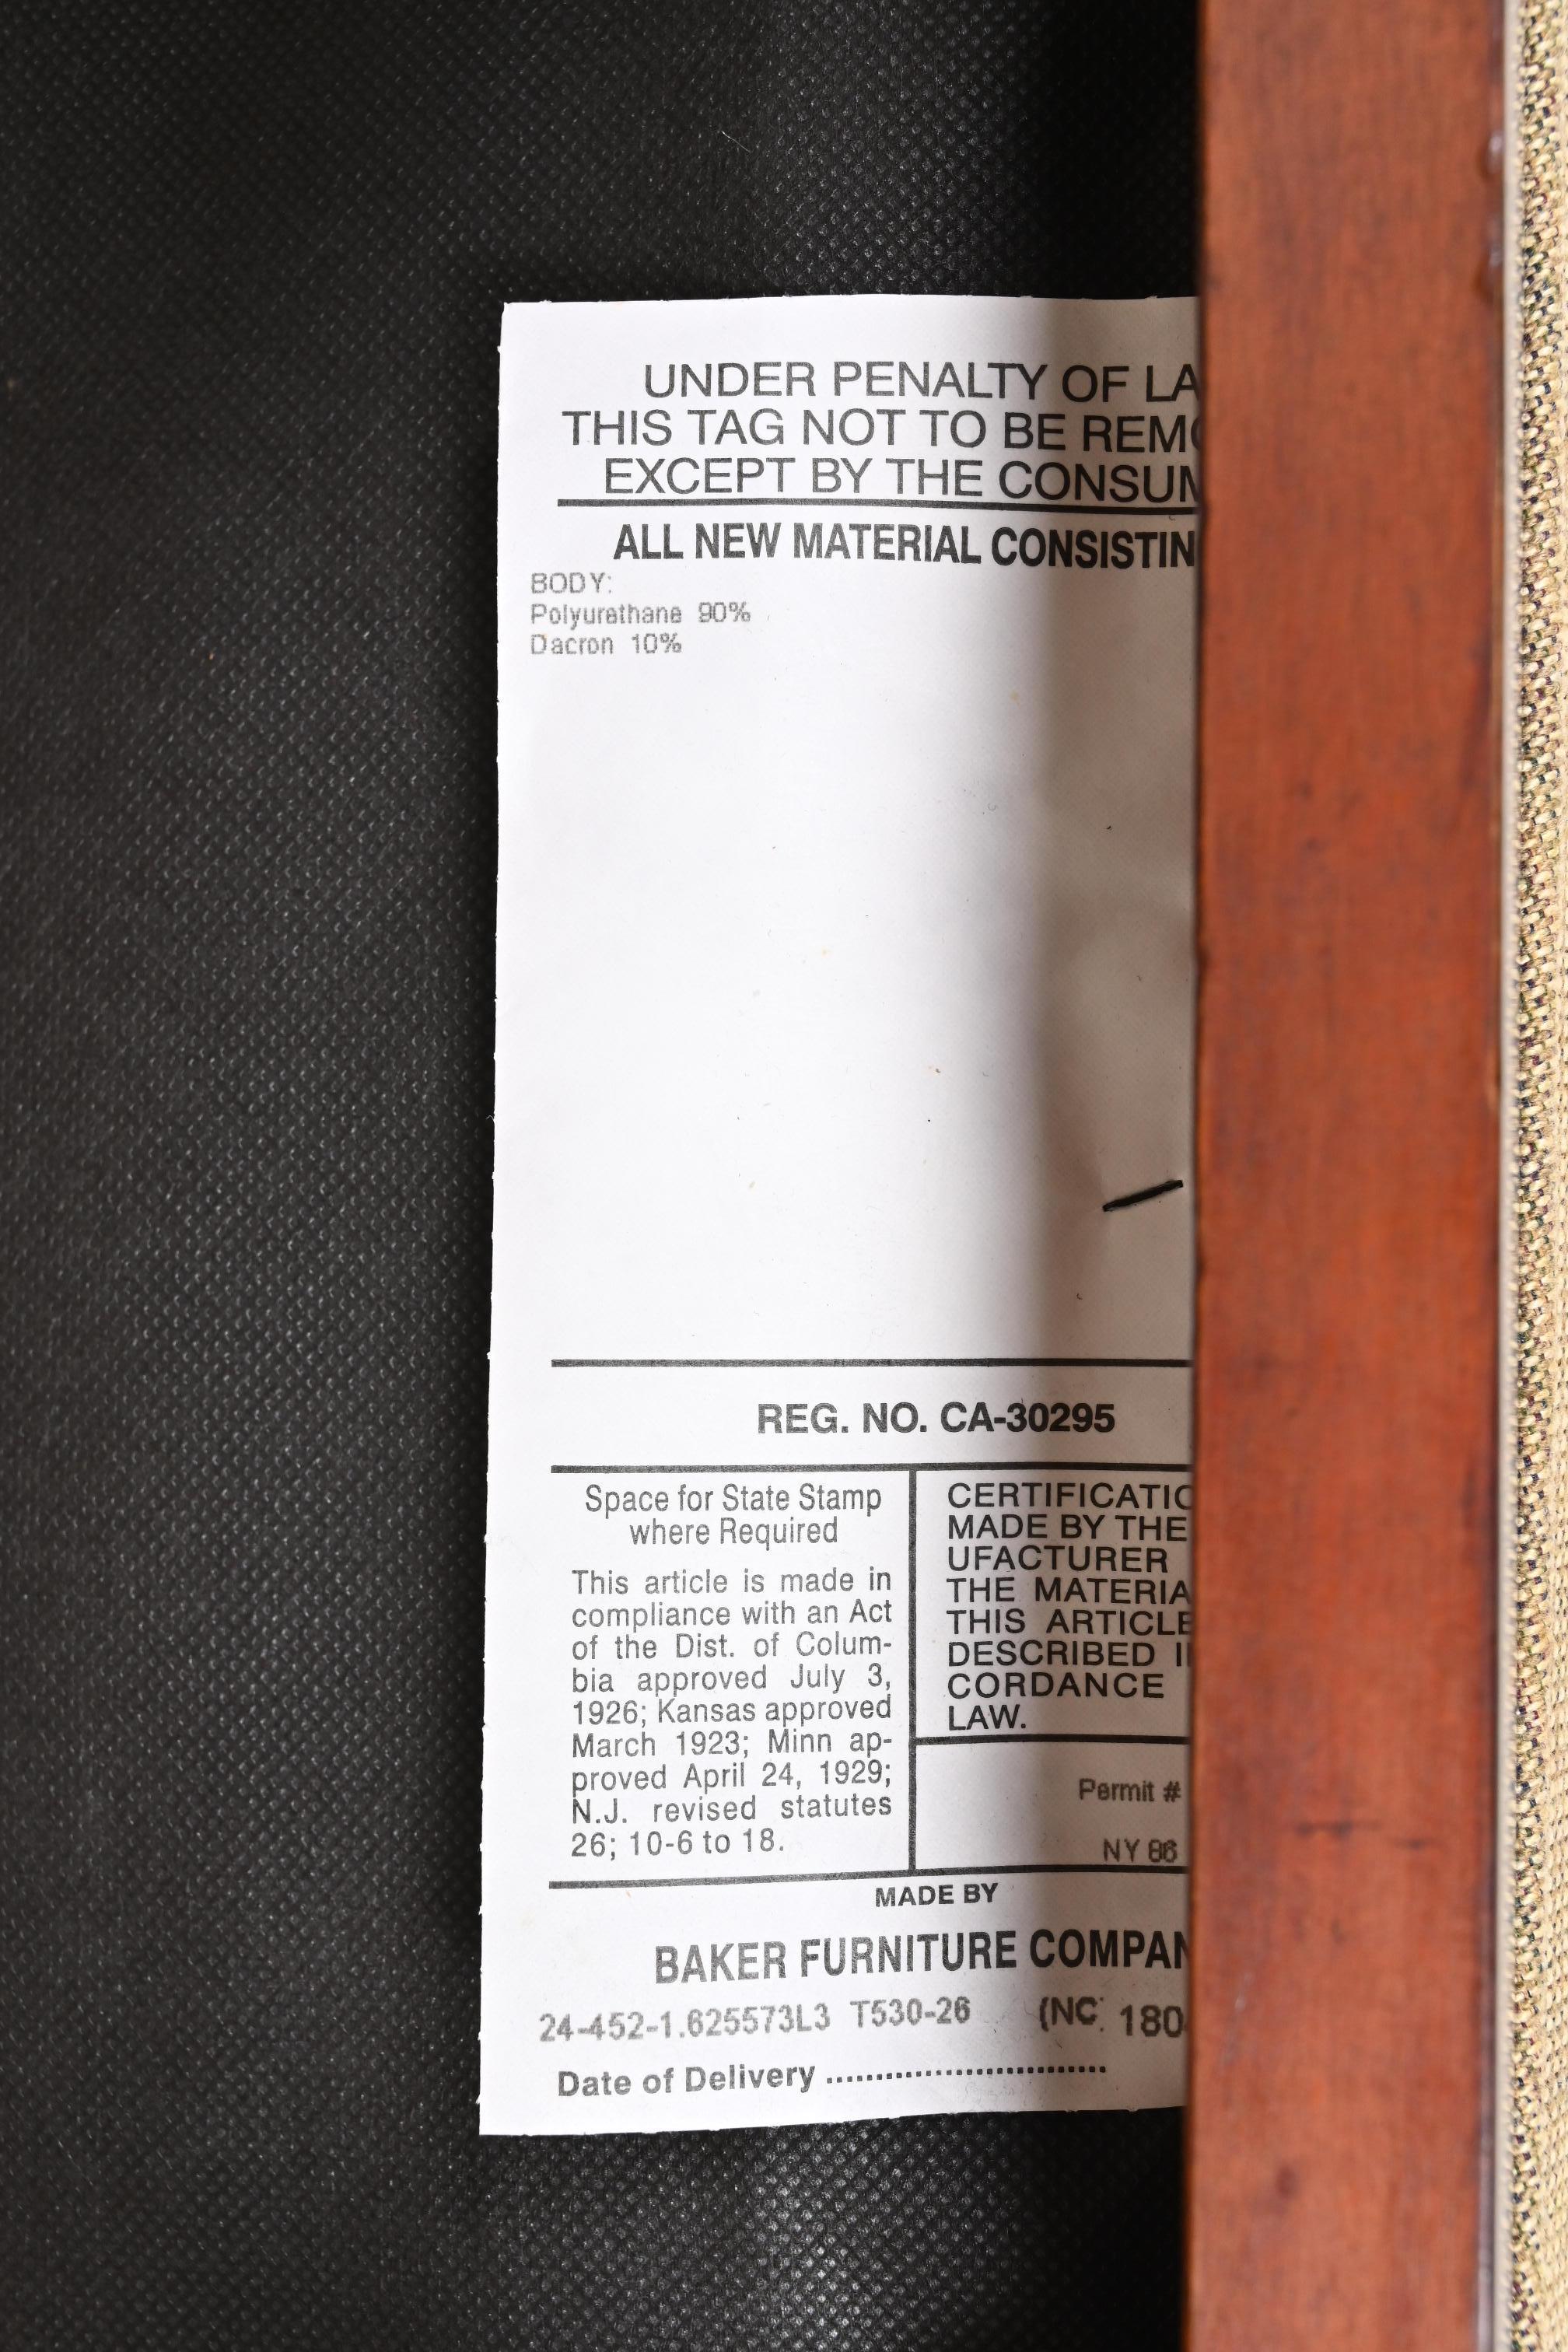 UNDER PENALTY OF LA
THIS TAG NOT TO BE REMO
EXCEPT BY THE CONSUM
ALL NEW MATERIAL CONSISTIN
BODY:
Polyurethane 90%
Dacron 10%
REG. NO. CA-30295
Space for State Stamp
where Required
This article is made in
compliance with an Act
of the Dist. of Colum-
bia approved July 3,
1926; Kansas approved
March 1923; Minn ap-
proved April 24, 1929;
N.J. revised statutes
26; 10-6 to 18.
CERTIFICATIO
MADE BY THE
UFACTURER
THE MATERIA
THIS ARTICLE
DESCRIBED I
CORDANCE
LAW.
Permit #
NY 86
MADE BY
BAKER FURNITURE COMPAN
24-452-1.625573L3 T530-26 (NC) 180
Date of Delivery ............................